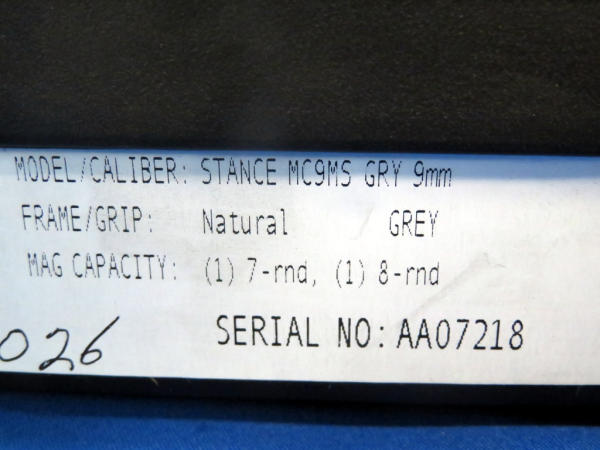 MODEL/CALIBER: STANCE MC9MS GRY 9mm
FRAME/GRIP: Natural GREY
MAG CAPACITY: (1) 7-rnd, (1) 8-rnd
026 SERIAL NO: AA07218